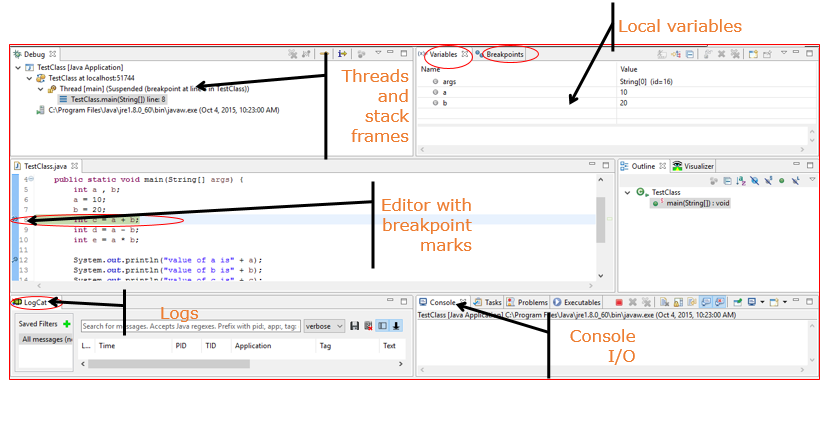 Local variables
Debug
Variables
Breakpoints
TestClass [Java Application]
TestClass at localhost:51744
Thread [main] (Suspended (breakpoint at line in TestClass))
TestClass.main(String[]) line: 8
C:\Program Files\Java\jre1.8.0_60\bin\javaw.exe (Oct 4, 2015, 10:23:00 AM)
Threads
and
stack
frames
Name Value
args String[0] (id=16)
a 10
b 20
TestClass.java
4 public static void main(String[] args) {
5 int a , b;
6 a = 10;
7 b = 20;
8 int c = a + b;
9 int d = a - b;
10 int e = a * b;
11
12 System.out.println("value of a is" + a);
13 System.out.println("value of b is" + b);
14 System.out.println("value of c is" + c);
Editor with
breakpoint
marks
Outline
Visualizer
TestClass
main(String[]) : void
LogCat
Logs
Saved Filters
All messages (no
Search for messages. Accepts Java regexes. Prefix with pid:, app:, tag:
verbose
L... Time PID TID Application Tag Text
Console Tasks Problems Executables
TestClass [Java Application] C:\Program Files\Java\jre1.8.0_60\bin\javaw.exe (Oct 4, 2015, 10:23:00 AM)
Console
I/O